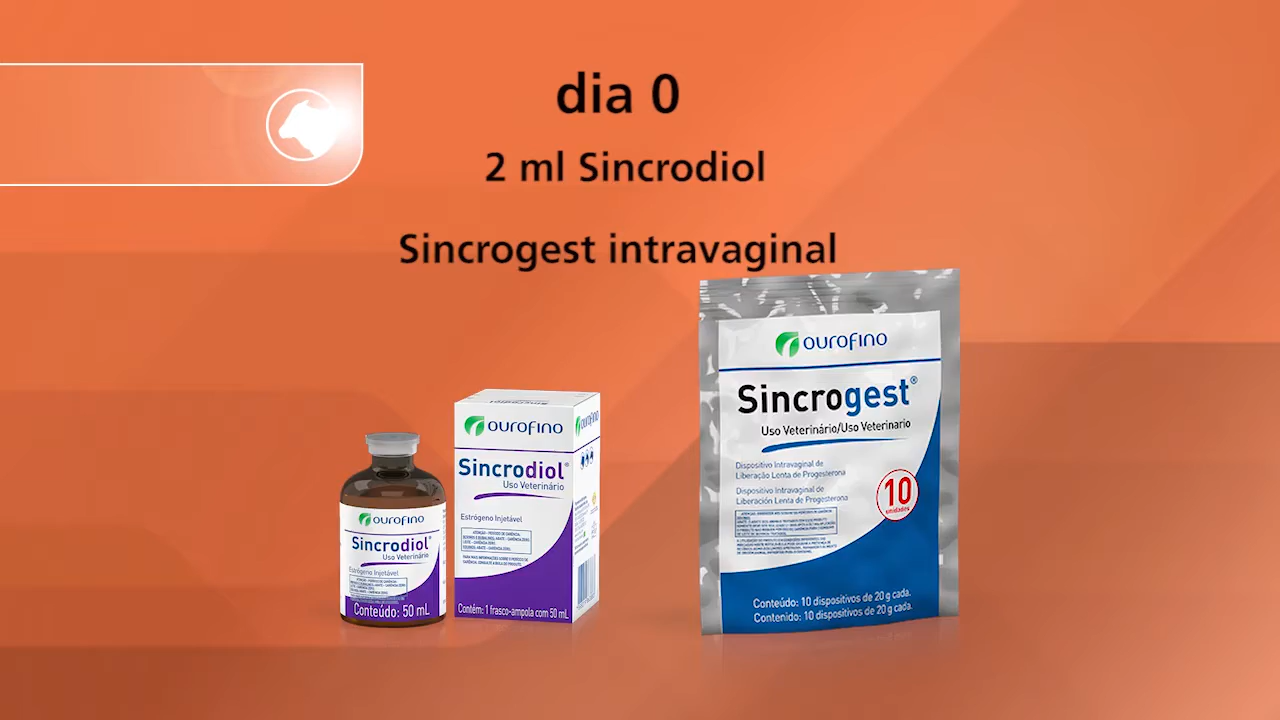 dia 0
2 ml Sincrodiol
Sincrogest intravaginal
ourofino
Sincrogest®
Uso Veterinário/Uso Veterinario
Dispositivo Intravaginal de
Liberação Lenta de Progesterona
Dispositivo Intravaginal de
Liberación Lenta de Progesterona
10
unidades
Conteúdo: 10 dispositivos de 20 g cada.
Contenido: 10 dispositivos de 20 g cada.
ourofino
Sincrodiol®
Uso Veterinário
Estrógeno Injetável
Contém: 1 frasco-ampola com 50 mL
ourofino
Sincrodiol®
Uso Veterinário
Estrógeno Injetável
Conteúdo: 50 mL